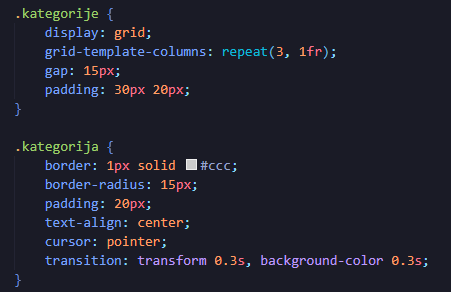 .kategorije {
    display: grid;
    grid-template-columns: repeat(3, 1fr);
    gap: 15px;
    padding: 30px 20px;
}

.kategorija {
    border: 1px solid #ccc;
    border-radius: 15px;
    padding: 20px;
    text-align: center;
    cursor: pointer;
    transition: transform 0.3s, background-color 0.3s;
}